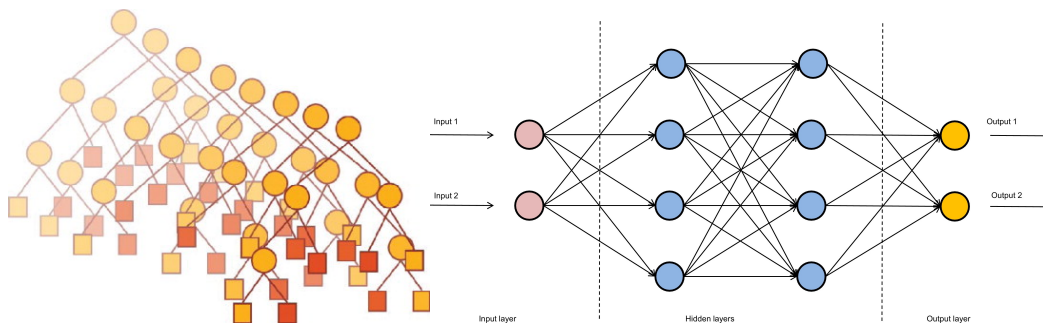 Input 1
Output 1
Input 2
Output 2
Input layer
Hidden layers
Output layer